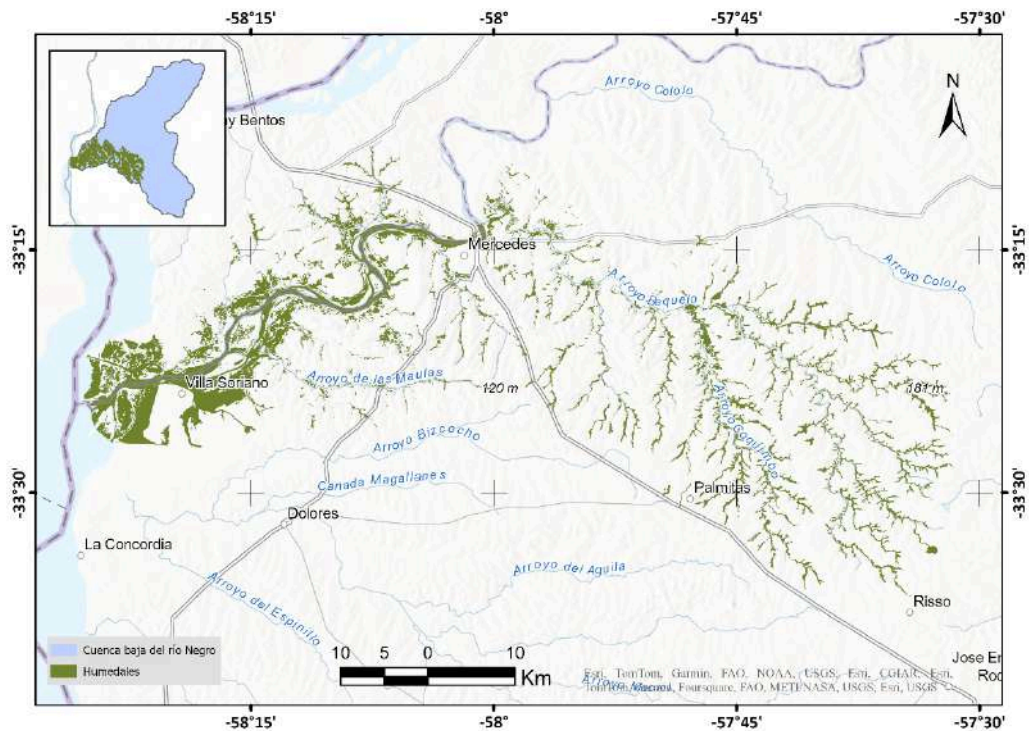 -58°15'
-58°
-57°45'
-57°30'
Arroyo Cololo
N
y Bentos
-33°15'
Mercedes
-33°15'
Arroyo Cololo
Arroyo Bequelo
Villa Soriano
Arroyo de las Maulas
120 m
181 m
Arroyo Bizcocho
-33°30'
Canada Magallanes
Palmitas
-33°30'
Dolores
La Concordia
Arroyo del Aguila
Arroyo del Espinillo
Risso
Cuenca baja del río Negro
Humedales
10 5 0 10
Km
Jose En
Rod
Esri, TomTom, Garmin, FAO, NOAA, USGS, Esri, CGIAR, Esri,
TomTom, Garmin, Foursquare, FAO, METI/NASA, USGS, Esri, USGS
-58°15'
-58°
-57°45'
-57°30'